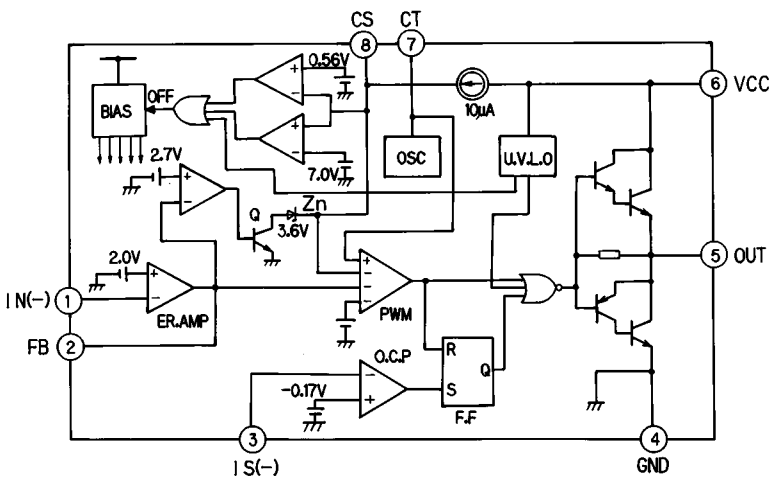 CS CT
8 7
0.56V
OFF
BIAS
10µA
6 VCC
2.7V
7.0V
OSC
U.V.L.O
Q
Zn
3.6V
2.0V
+
−
+
−
+
−
+
−
+
−
−
−
5 OUT
IN(−) 1
ER.AMP
PWM
FB 2
O.C.P
R
Q
S
F.F
−0.17V
−
+
3
IS(−)
4
GND